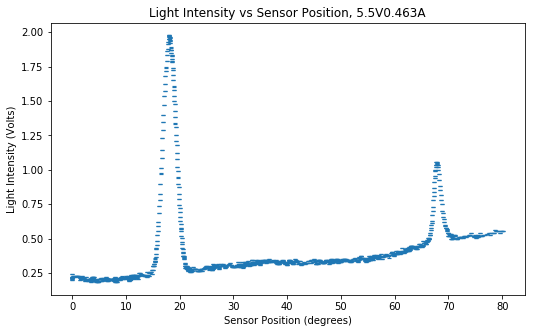 Light Intensity vs Sensor Position, 5.5V0.463A
2.00
1.75
1.50
1.25
1.00
0.75
0.50
0.25
Light Intensity (Volts)
0 10 20 30 40 50 60 70 80
Sensor Position (degrees)